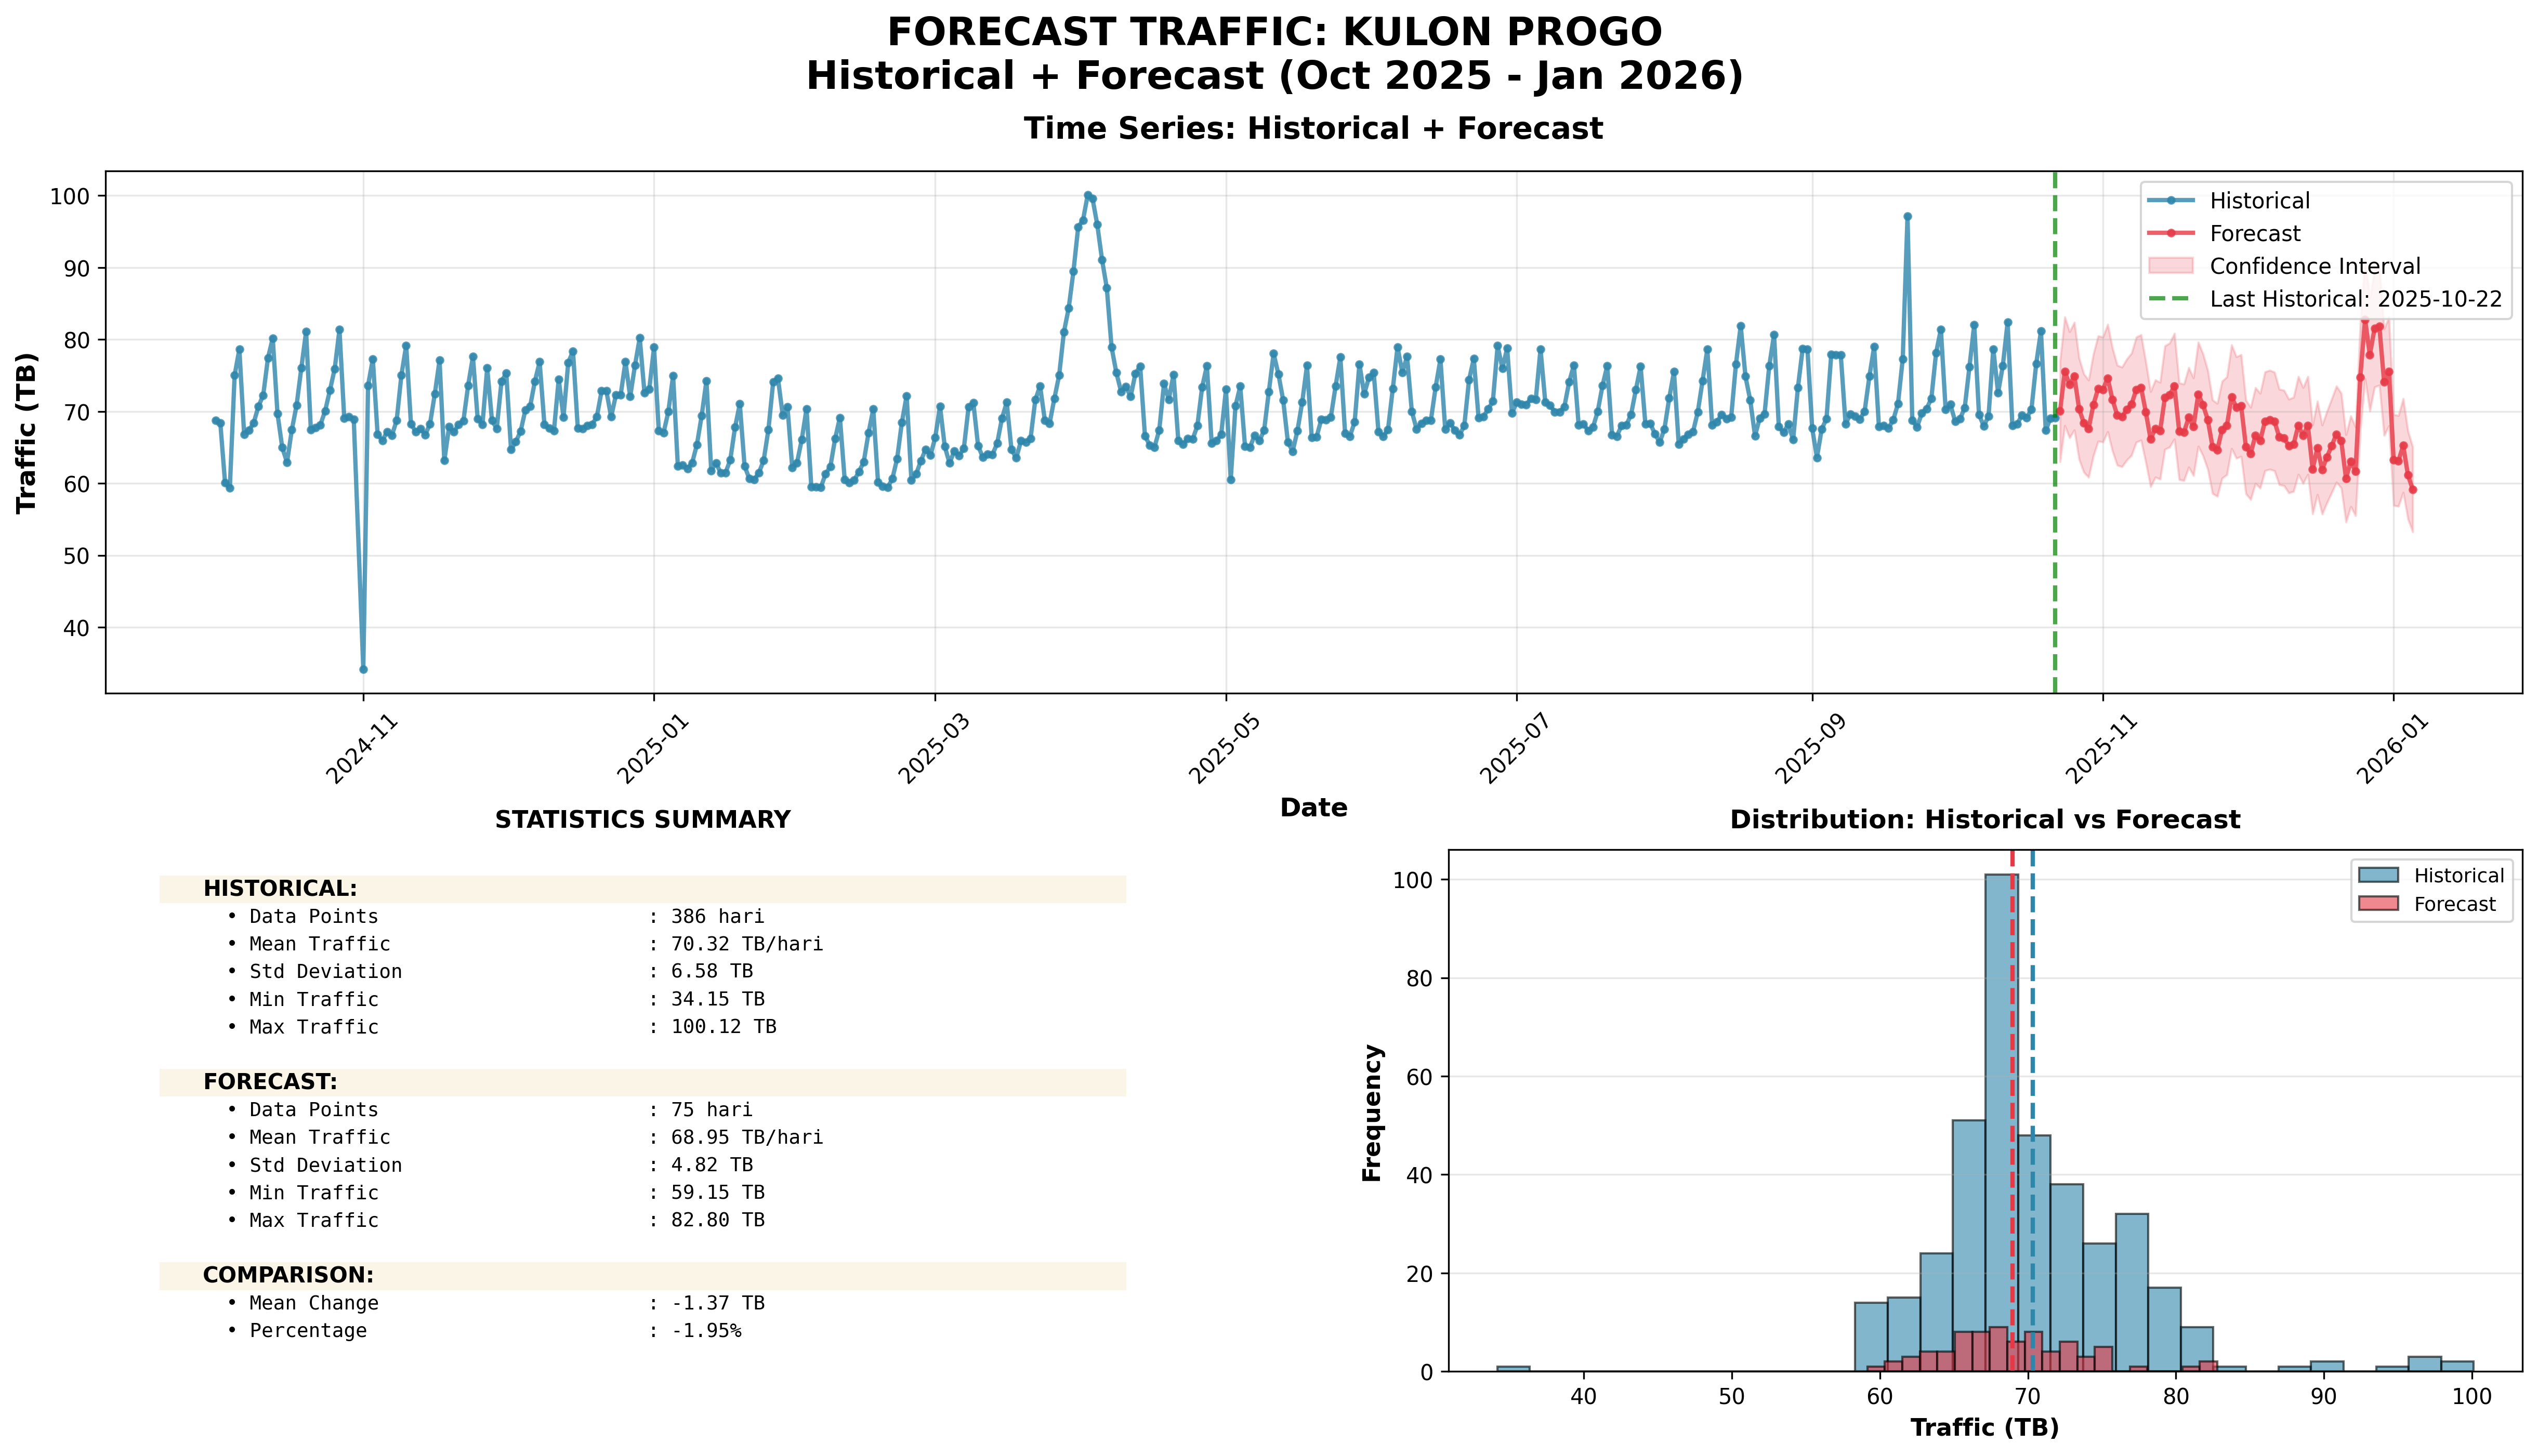 FORECAST TRAFFIC: KULON PROGO
Historical + Forecast (Oct 2025 - Jan 2026)
Time Series: Historical + Forecast
Traffic (TB)
100
90
80
70
60
50
40
Historical
Forecast
Confidence Interval
Last Historical: 2025-10-22
2024-11
2025-01
2025-03
2025-05
2025-07
2025-09
2025-11
2026-01
Date
STATISTICS SUMMARY
HISTORICAL:
• Data Points : 386 hari
• Mean Traffic : 70.32 TB/hari
• Std Deviation : 6.58 TB
• Min Traffic : 34.15 TB
• Max Traffic : 100.12 TB
FORECAST:
• Data Points : 75 hari
• Mean Traffic : 68.95 TB/hari
• Std Deviation : 4.82 TB
• Min Traffic : 59.15 TB
• Max Traffic : 82.80 TB
COMPARISON:
• Mean Change : -1.37 TB
• Percentage : -1.95%
Distribution: Historical vs Forecast
Frequency
100
80
60
40
20
0
Historical
Forecast
40
50
60
70
80
90
100
Traffic (TB)